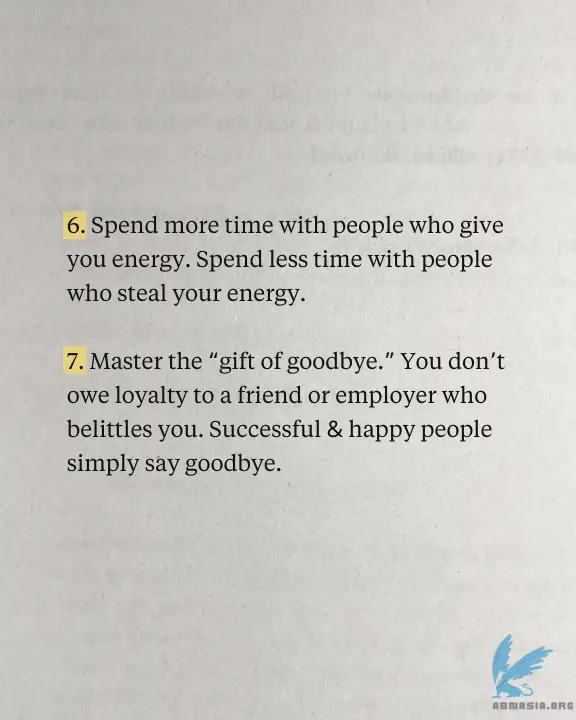 6. Spend more time with people who give
you energy. Spend less time with people
who steal your energy.
7. Master the “gift of goodbye.” You don’t
owe loyalty to a friend or employer who
belittles you. Successful & happy people
simply say goodbye.
ABMASIA.ORG